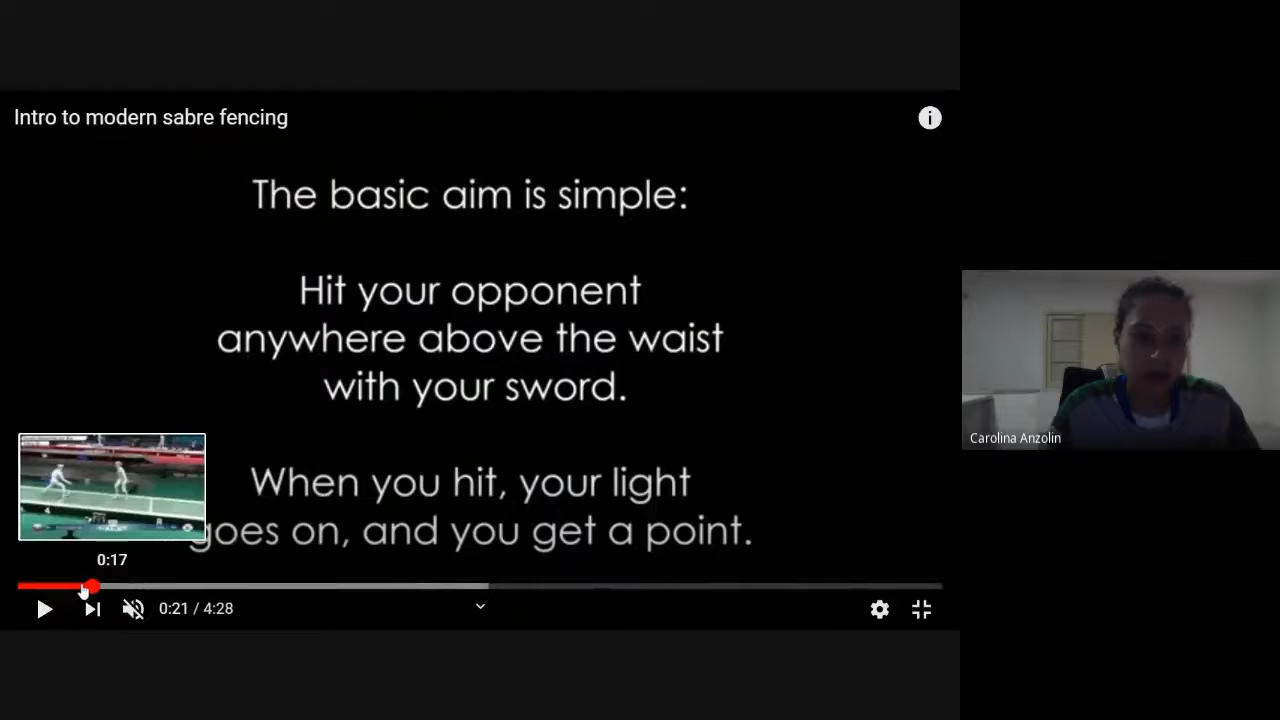 Intro to modern sabre fencing
The basic aim is simple:
Hit your opponent
anywhere above the waist
with your sword.
When you hit, your light
goes on, and you get a point.
0:17
0:21 / 4:28
Carolina Anzolin